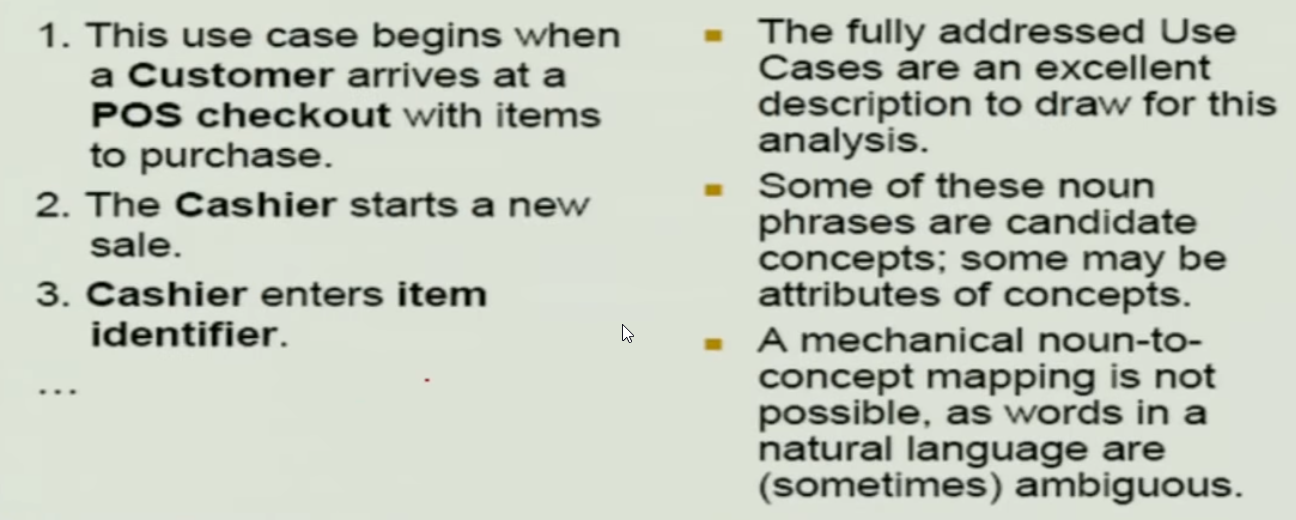 1. This use case begins when
a Customer arrives at a
POS checkout with items
to purchase.
2. The Cashier starts a new
sale.
3. Cashier enters item
identifier.
...
The fully addressed Use
Cases are an excellent
description to draw for this
analysis.
Some of these noun
phrases are candidate
concepts; some may be
attributes of concepts.
A mechanical noun-to-
concept mapping is not
possible, as words in a
natural language are
(sometimes) ambiguous.